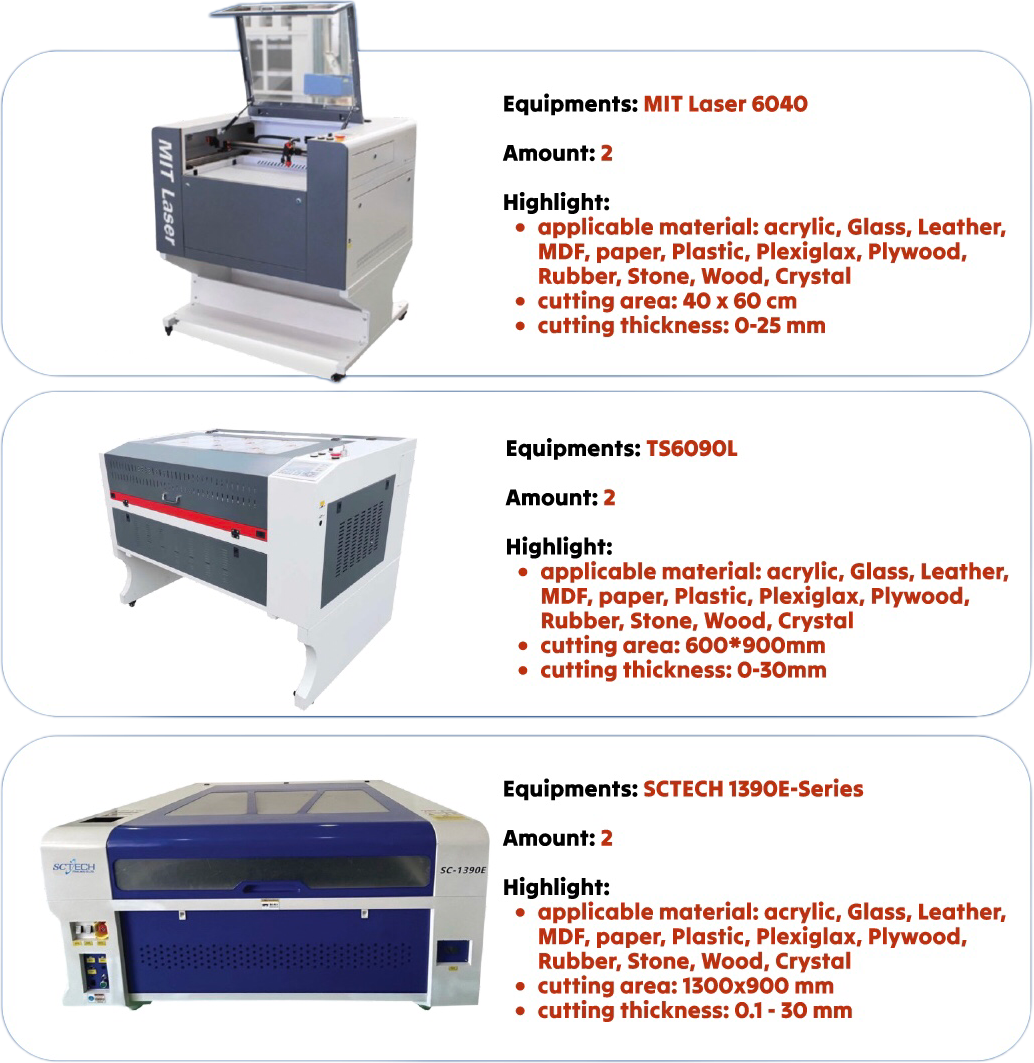 MIT Laser
Equipments: MIT Laser 6040
Amount: 2
Highlight:
• applicable material: acrylic, Glass, Leather,
MDF, paper, Plastic, Plexiglax, Plywood,
Rubber, Stone, Wood, Crystal
• cutting area: 40 x 60 cm
• cutting thickness: 0-25 mm
Equipments: TS6090L
Amount: 2
Highlight:
• applicable material: acrylic, Glass, Leather,
MDF, paper, Plastic, Plexiglax, Plywood,
Rubber, Stone, Wood, Crystal
• cutting area: 600*900mm
• cutting thickness: 0-30mm
SCTECH
SC-1390E
Equipments: SCTECH 1390E-Series
Amount: 2
Highlight:
• applicable material: acrylic, Glass, Leather,
MDF, paper, Plastic, Plexiglax, Plywood,
Rubber, Stone, Wood, Crystal
• cutting area: 1300x900 mm
• cutting thickness: 0.1 - 30 mm